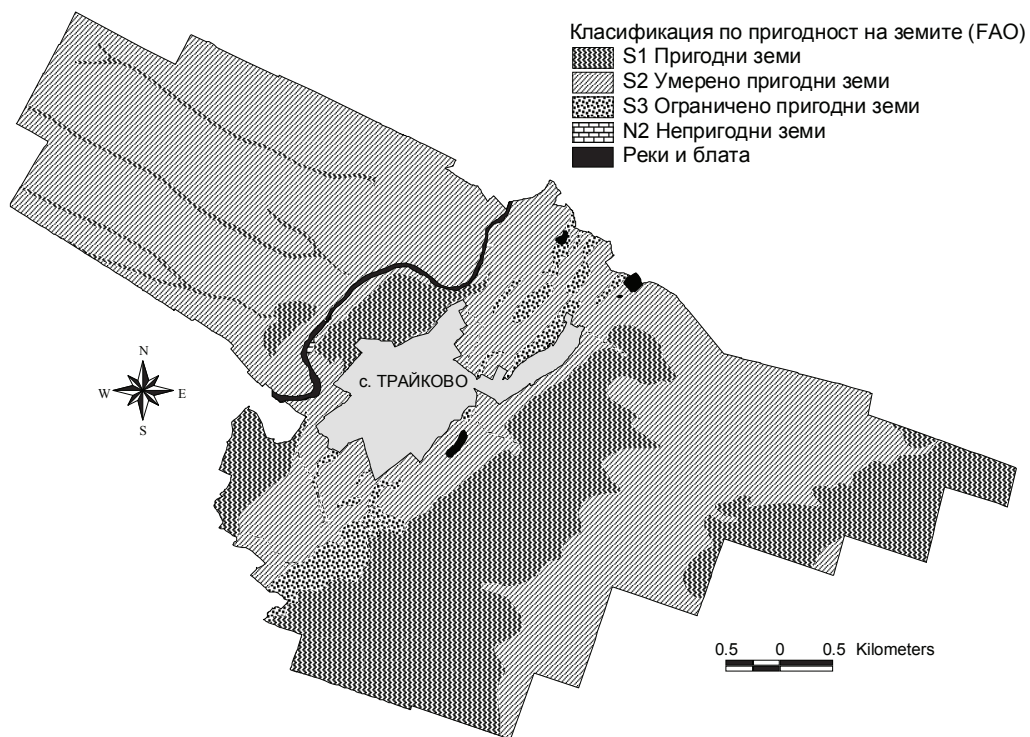 Класификация по пригодност на земите (FAO)
S1 Пригодни земи
S2 Умерено пригодни земи
S3 Ограничено пригодни земи
N2 Непригодни земи
Реки и блата
с. ТРАЙКОВО
N
W E
S
0.5 0 0.5 Kilometers